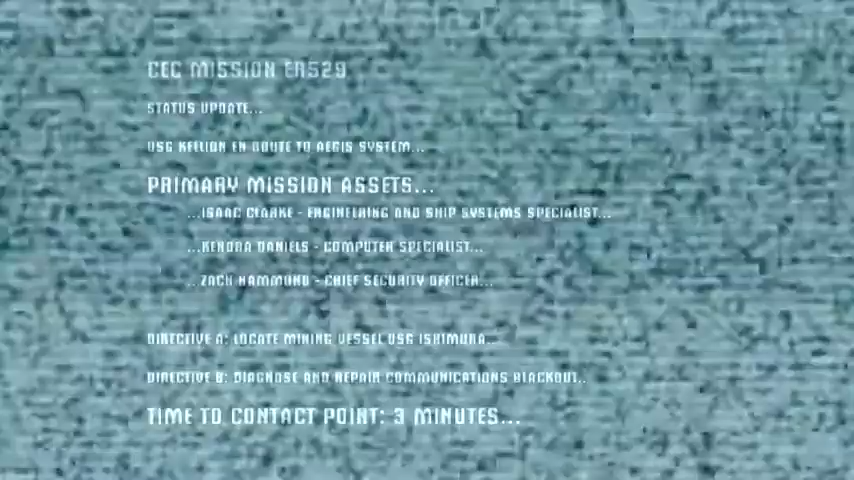 CEC MISSION ER529
STATUS UPDATE...
USG KELLION EN ROUTE TO AEGIS SYSTEM...
PRIMARY MISSION ASSETS...
...ISAAC CLARKE - ENGINEERING AND SHIP SYSTEMS SPECIALIST...
...KENDRA DANIELS - COMPUTER SPECIALIST...
...ZACH HAMMOND - CHIEF SECURITY OFFICER...
DIRECTIVE A: LOCATE MINING VESSEL USG ISHIMURA...
DIRECTIVE B: DIAGNOSE AND REPAIR COMMUNICATIONS BLACKOUT...
TIME TO CONTACT POINT: 3 MINUTES...